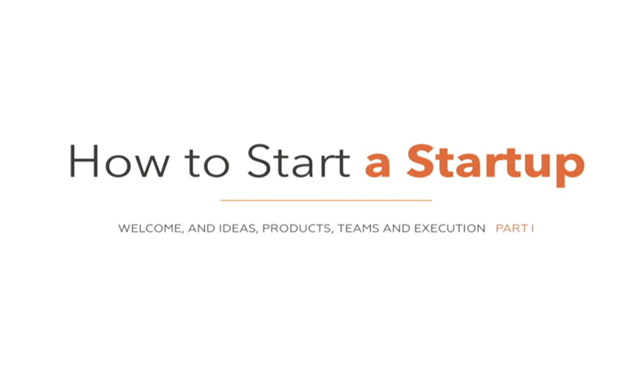 How to Start a Startup
WELCOME, AND IDEAS, PRODUCTS, TEAMS AND EXECUTION PART I